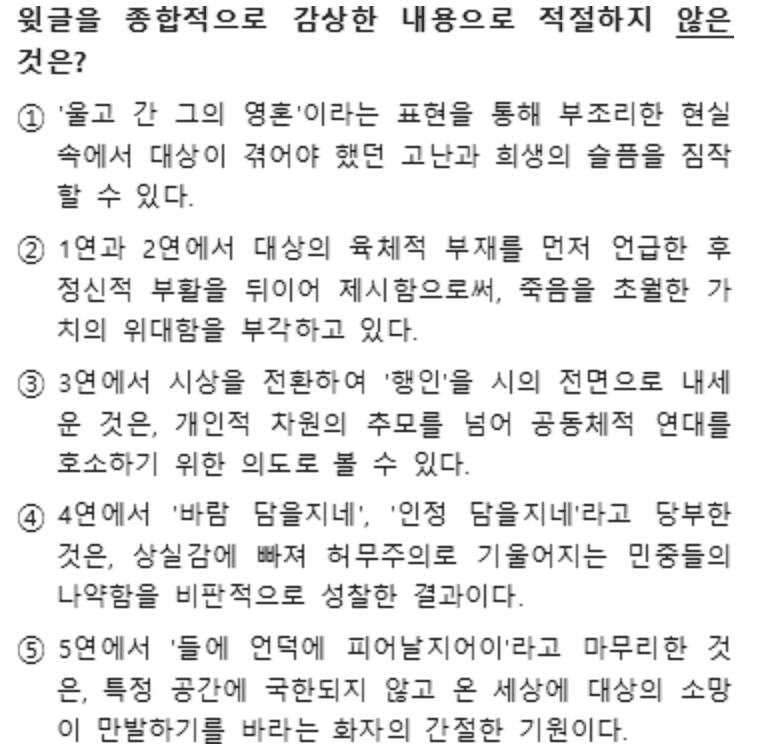 윗글을 종합적으로 감상한 내용으로 적절하지 않은
것은?
① '울고 간 그의 영혼'이라는 표현을 통해 부조리한 현실
속에서 대상이 겪어야 했던 고난과 희생의 슬픔을 짐작
할 수 있다.
② 1연과 2연에서 대상의 육체적 부재를 먼저 언급한 후
정신적 부활을 뒤이어 제시함으로써, 죽음을 초월한 가
치의 위대함을 부각하고 있다.
③ 3연에서 시상을 전환하여 '행인'을 시의 전면으로 내세
운 것은, 개인적 차원의 추모를 넘어 공동체적 연대를
호소하기 위한 의도로 볼 수 있다.
④ 4연에서 '바람 담을지네', '인정 담을지네'라고 당부한
것은, 상실감에 빠져 허무주의로 기울어지는 민중들의
나약함을 비판적으로 성찰한 결과이다.
⑤ 5연에서 '들에 언덕에 피어날지어이'라고 마무리한 것
은, 특정 공간에 국한되지 않고 온 세상에 대상의 소망
이 만발하기를 바라는 화자의 간절한 기원이다.